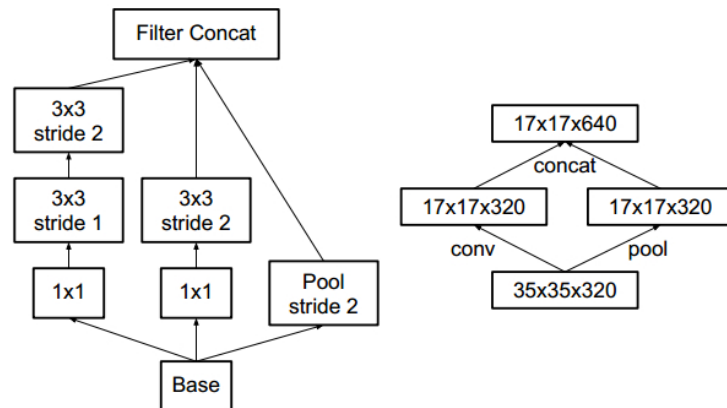 Filter Concat
3x3
stride 2
3x3
stride 1
3x3
stride 2
1x1
1x1
Pool
stride 2
Base
17x17x640
concat
17x17x320
17x17x320
conv
pool
35x35x320